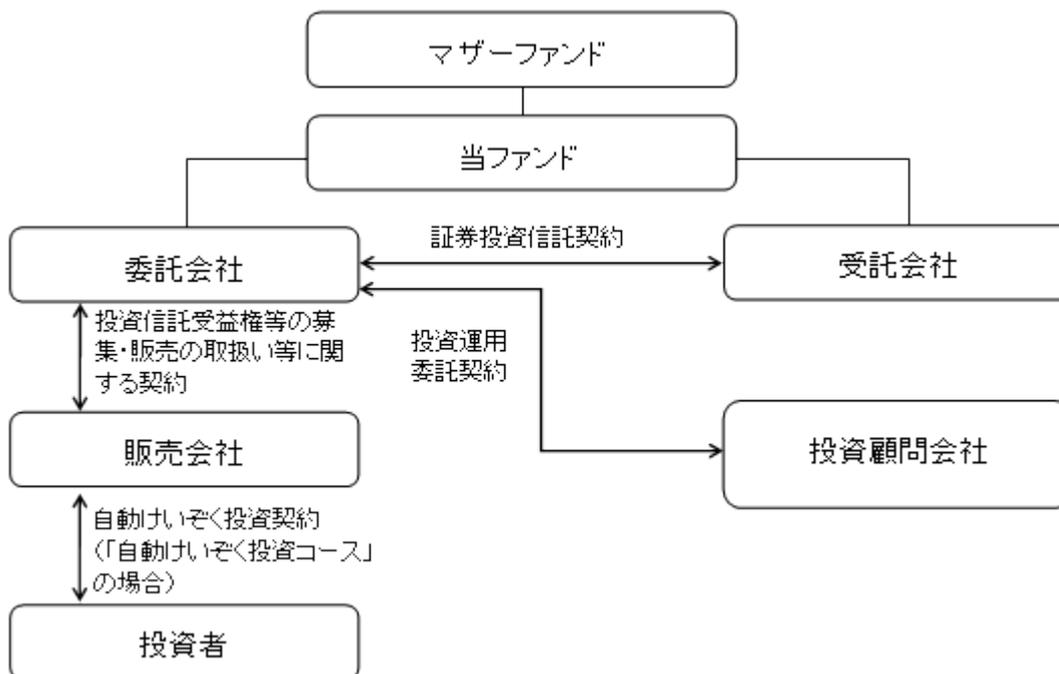 マザーファンド
当ファンド
証券投資信託契約
委託会社
受託会社
投資信託受益権等の募
集・販売の取扱い等に関
する契約
投資運用
委託契約
販売会社
投資顧問会社
自動けいぞく投資契約
（「自動けいぞく投資コース」
の場合）
投資者